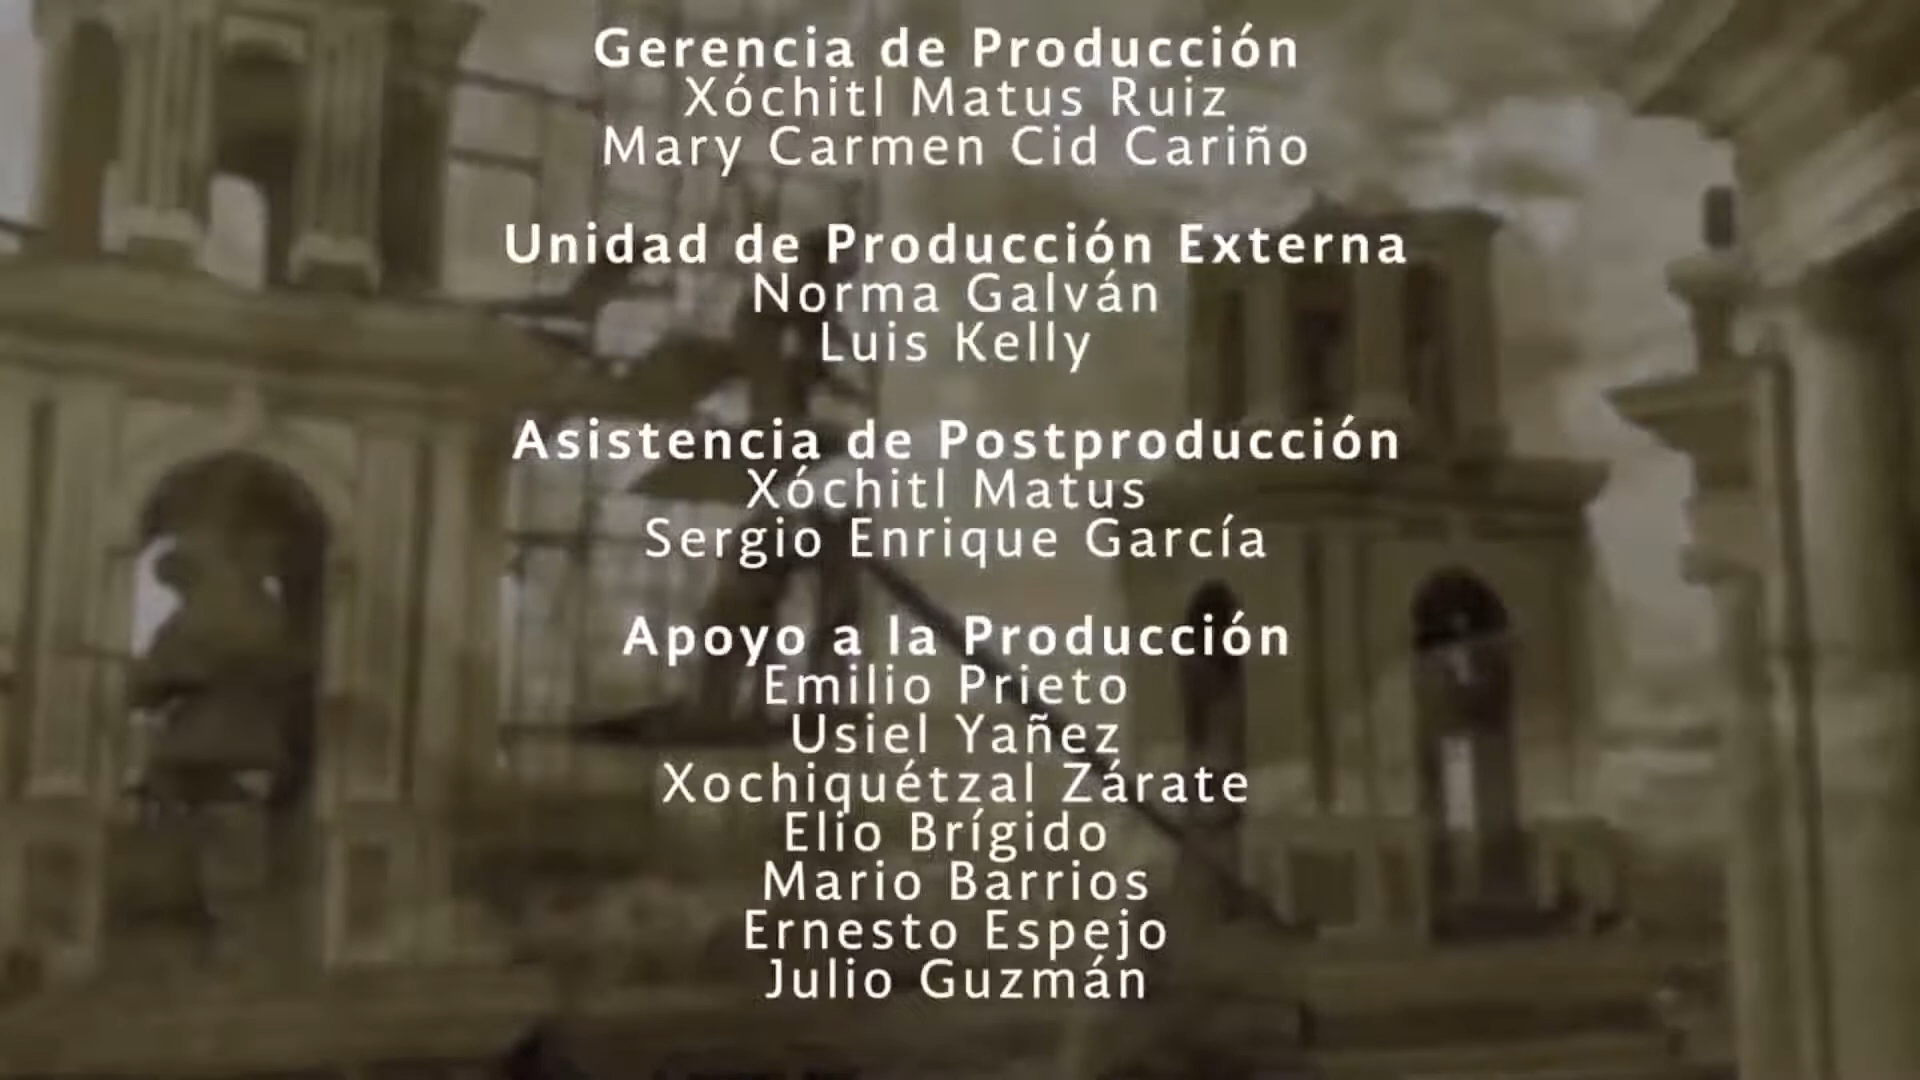 Gerencia de Producción
Xóchitl Matus Ruiz
Mary Carmen Cid Cariño
Unidad de Producción Externa
Norma Galván
Luis Kelly
Asistencia de Postproducción
Xóchitl Matus
Sergio Enrique García
Apoyo a la Producción
Emilio Prieto
Usiel Yañez
Xochiquétzal Zárate
Elio Brígido
Mario Barrios
Ernesto Espejo
Julio Guzmán